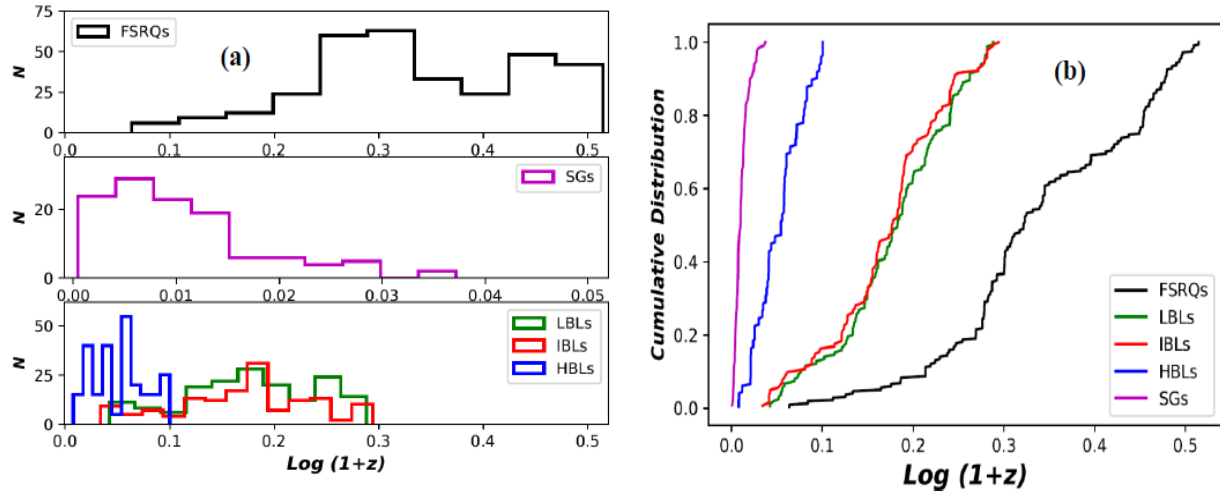 75
50
25
0
N
FSRQs
(a)
0.0 0.1 0.2 0.3 0.4 0.5
20
0
N
SGs
0.00 0.01 0.02 0.03 0.04 0.05
50
25
0
N
LBLs
IBLs
HBLs
0.0 0.1 0.2 0.3 0.4 0.5
Log (1+z)
1.0
0.8
0.6
0.4
0.2
0.0
Cumulative Distribution
(b)
FSRQs
LBLs
IBLs
HBLs
SGs
0.0 0.1 0.2 0.3 0.4 0.5
Log (1+z)